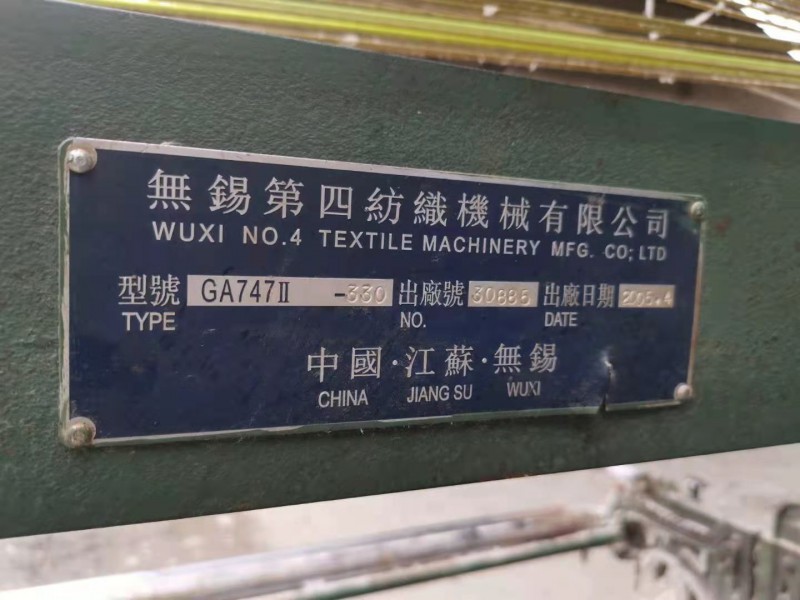 無錫第四紡織機械有限公司
WUXI NO.4 TEXTILE MACHINERY MFG. CO; LTD
型號 GA747Ⅱ -330 出廠號 30885 出廠日期 2005.4
TYPE NO. DATE
中國·江蘇·無錫
CHINA JIANG SU WUXI